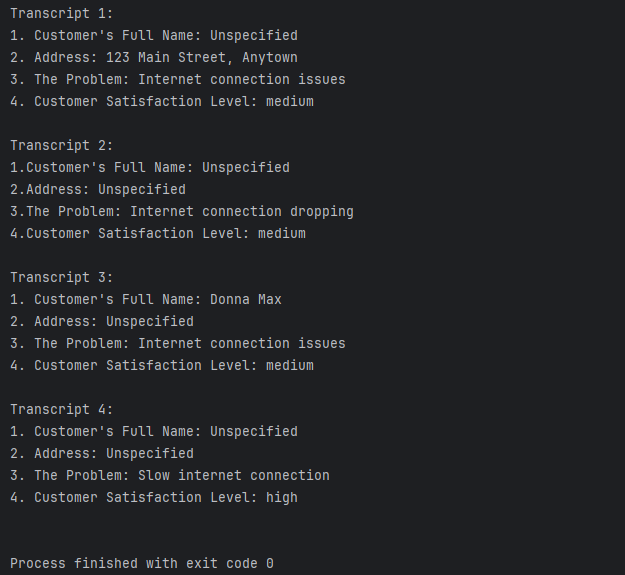 Transcript 1:
1. Customer's Full Name: Unspecified
2. Address: 123 Main Street, Anytown
3. The Problem: Internet connection issues
4. Customer Satisfaction Level: medium
Transcript 2:
1.Customer's Full Name: Unspecified
2.Address: Unspecified
3.The Problem: Internet connection dropping
4.Customer Satisfaction Level: medium
Transcript 3:
1. Customer's Full Name: Donna Max
2. Address: Unspecified
3. The Problem: Internet connection issues
4. Customer Satisfaction Level: medium
Transcript 4:
1. Customer's Full Name: Unspecified
2. Address: Unspecified
3. The Problem: Slow internet connection
4. Customer Satisfaction Level: high
Process finished with exit code 0